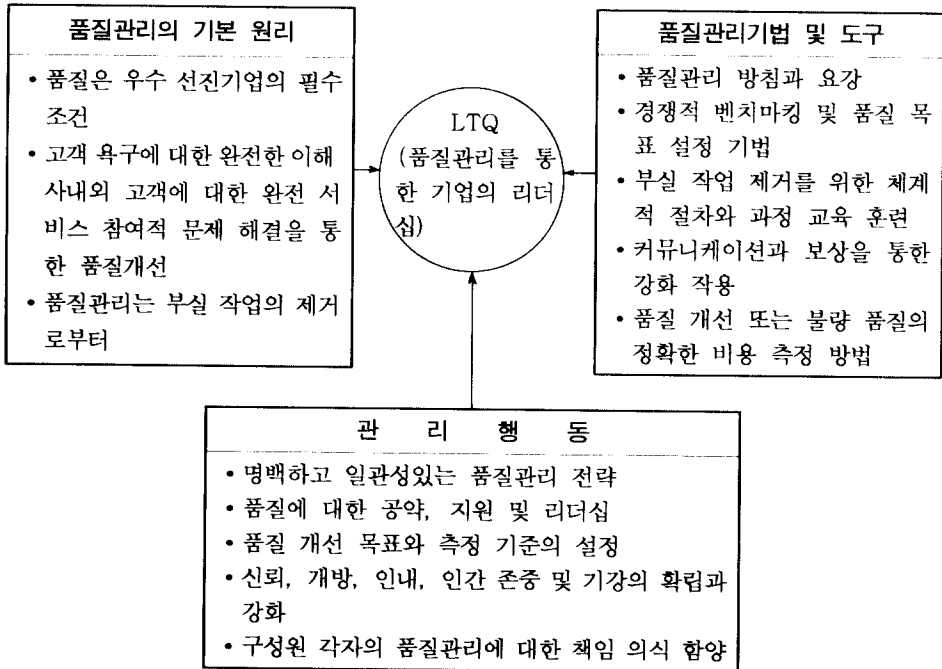 품질관리의 기본 원리
• 품질은 우수 선진기업의 필수
조건
• 고객 욕구에 대한 완전한 이해
사내외 고객에 대한 완전 서
비스 참여적 문제 해결을 통
한 품질개선
• 품질관리는 부실 작업의 제거
로부터
LTQ
(품질관리를 통
한 기업의 리더
십)
품질관리기법 및 도구
• 품질관리 방침과 요강
• 경쟁적 벤치마킹 및 품질 목
표 설정 기법
• 부실 작업 제거를 위한 체계
적 절차와 과정 교육 훈련
• 커뮤니케이션과 보상을 통한
강화 작용
• 품질 개선 또는 불량 품질의
정확한 비용 측정 방법
관 리 행 동
• 명백하고 일관성있는 품질관리 전략
• 품질에 대한 공약, 지원 및 리더십
• 품질 개선 목표와 측정 기준의 설정
• 신뢰, 개방, 인내, 인간 존중 및 기강의 확립과
강화
• 구성원 각자의 품질관리에 대한 책임 의식 함양